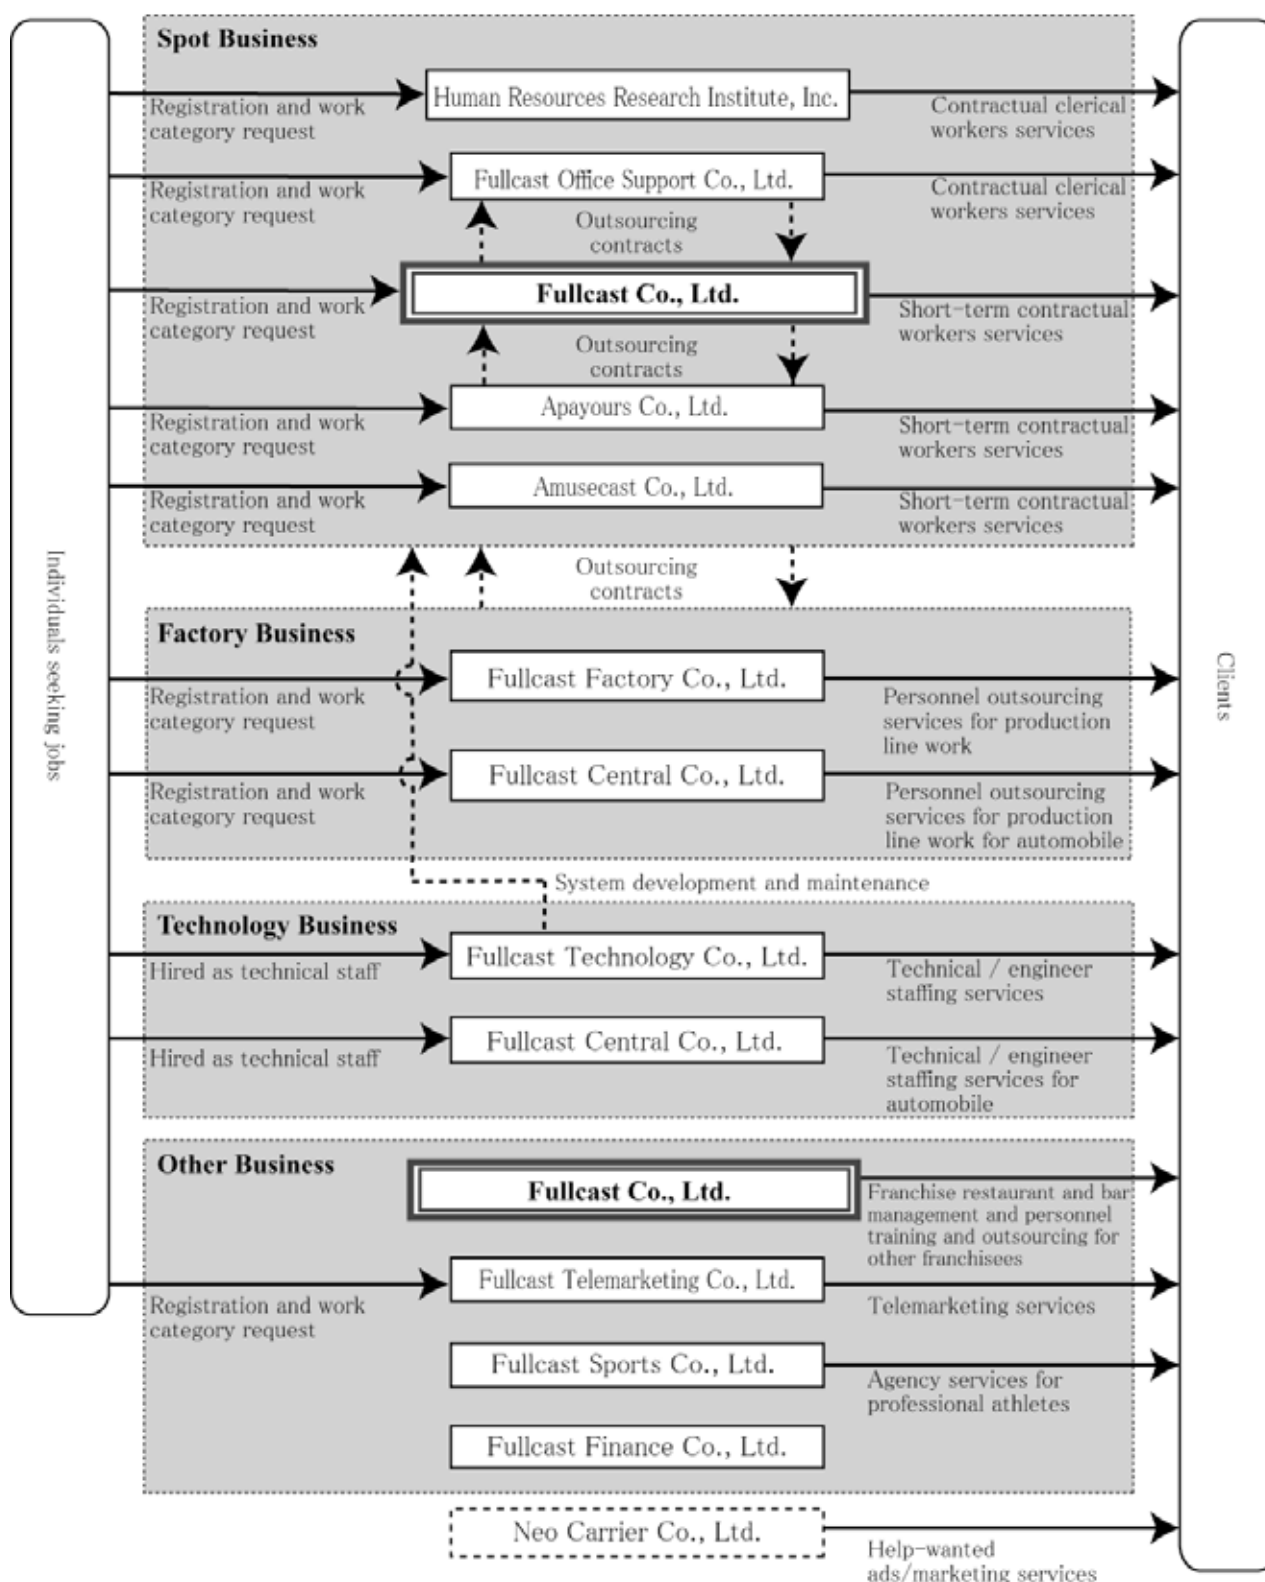 Spot Business
Human Resources Research Institute, Inc.
Registration and work
category request
Contractual clerical
workers services
Fullcast Office Support Co., Ltd.
Registration and work
category request
Contractual clerical
workers services
Outsourcing
contracts
Fullcast Co., Ltd.
Registration and work
category request
Short-term contractual
workers services
Outsourcing
contracts
Apayours Co., Ltd.
Registration and work
category request
Short-term contractual
workers services
Amusecast Co., Ltd.
Registration and work
category request
Short-term contractual
workers services
Individuals seeking jobs
Outsourcing
contracts
Factory Business
Fullcast Factory Co., Ltd.
Registration and work
category request
Personnel outsourcing
services for production
line work
Clients
Fullcast Central Co., Ltd.
Registration and work
category request
Personnel outsourcing
services for production
line work for automobile
System development and maintenance
Technology Business
Fullcast Technology Co., Ltd.
Hired as technical staff
Technical / engineer
staffing services
Fullcast Central Co., Ltd.
Hired as technical staff
Technical / engineer
staffing services for
automobile
Other Business
Fullcast Co., Ltd.
Franchise restaurant and bar
management and personnel
training and outsourcing for
other franchisees
Fullcast Telemarketing Co., Ltd.
Registration and work
category request
Telemarketing services
Fullcast Sports Co., Ltd.
Agency services for
professional athletes
Fullcast Finance Co., Ltd.
Neo Carrier Co., Ltd.
Help-wanted
ads/marketing services